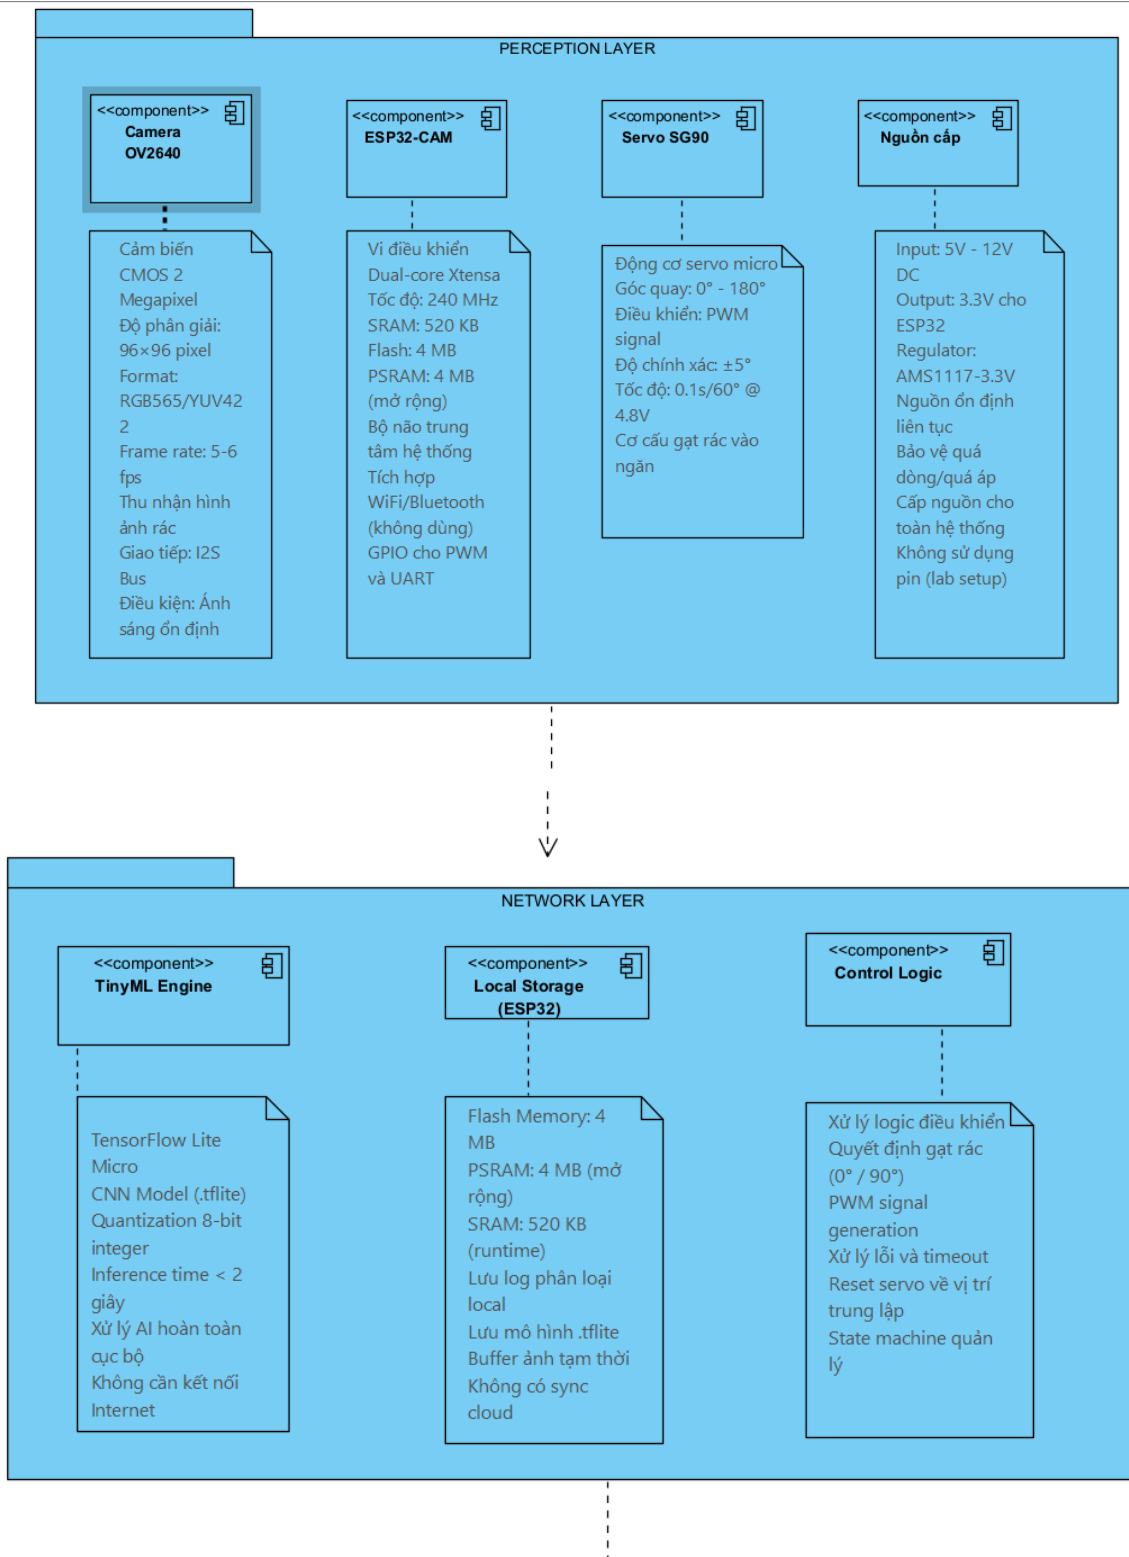 PERCEPTION LAYER
<<component>>
Camera
OV2640
<<component>>
ESP32-CAM
<<component>>
Servo SG90
<<component>>
Nguồn cấp
Cảm biến
CMOS 2
Megapixel
Độ phân giải:
96×96 pixel
Format:
RGB565/YUV42
2
Frame rate: 5-6
fps
Thu nhận hình
ảnh rác
Giao tiếp: I2S
Bus
Điều kiện: Ánh
sáng ổn định
Vi điều khiển
Dual-core Xtensa
Tốc độ: 240 MHz
SRAM: 520 KB
Flash: 4 MB
PSRAM: 4 MB
(mở rộng)
Bộ não trung
tâm hệ thống
Tích hợp
WiFi/Bluetooth
(không dùng)
GPIO cho PWM
và UART
Động cơ servo micro
Góc quay: 0° - 180°
Điều khiển: PWM
signal
Độ chính xác: ±5°
Tốc độ: 0.1s/60° @
4.8V
Cơ cấu gạt rác vào
ngăn
Input: 5V - 12V
DC
Output: 3.3V cho
ESP32
Regulator:
AMS1117-3.3V
Nguồn ổn định
liên tục
Bảo vệ quá
dòng/quá áp
Cấp nguồn cho
toàn hệ thống
Không sử dụng
pin (lab setup)
NETWORK LAYER
<<component>>
TinyML Engine
<<component>>
Local Storage
(ESP32)
<<component>>
Control Logic
TensorFlow Lite
Micro
CNN Model (.tflite)
Quantization 8-bit
integer
Inference time < 2
giây
Xử lý AI hoàn toàn
cục bộ
Không cần kết nối
Internet
Flash Memory: 4
MB
PSRAM: 4 MB (mở
rộng)
SRAM: 520 KB
(runtime)
Lưu log phân loại
local
Lưu mô hình .tflite
Buffer ảnh tạm thời
Không có sync
cloud
Xử lý logic điều khiển
Quyết định gạt rác
(0° / 90°)
PWM signal
generation
Xử lý lỗi và timeout
Reset servo về vị trí
trung lập
State machine quản
lý